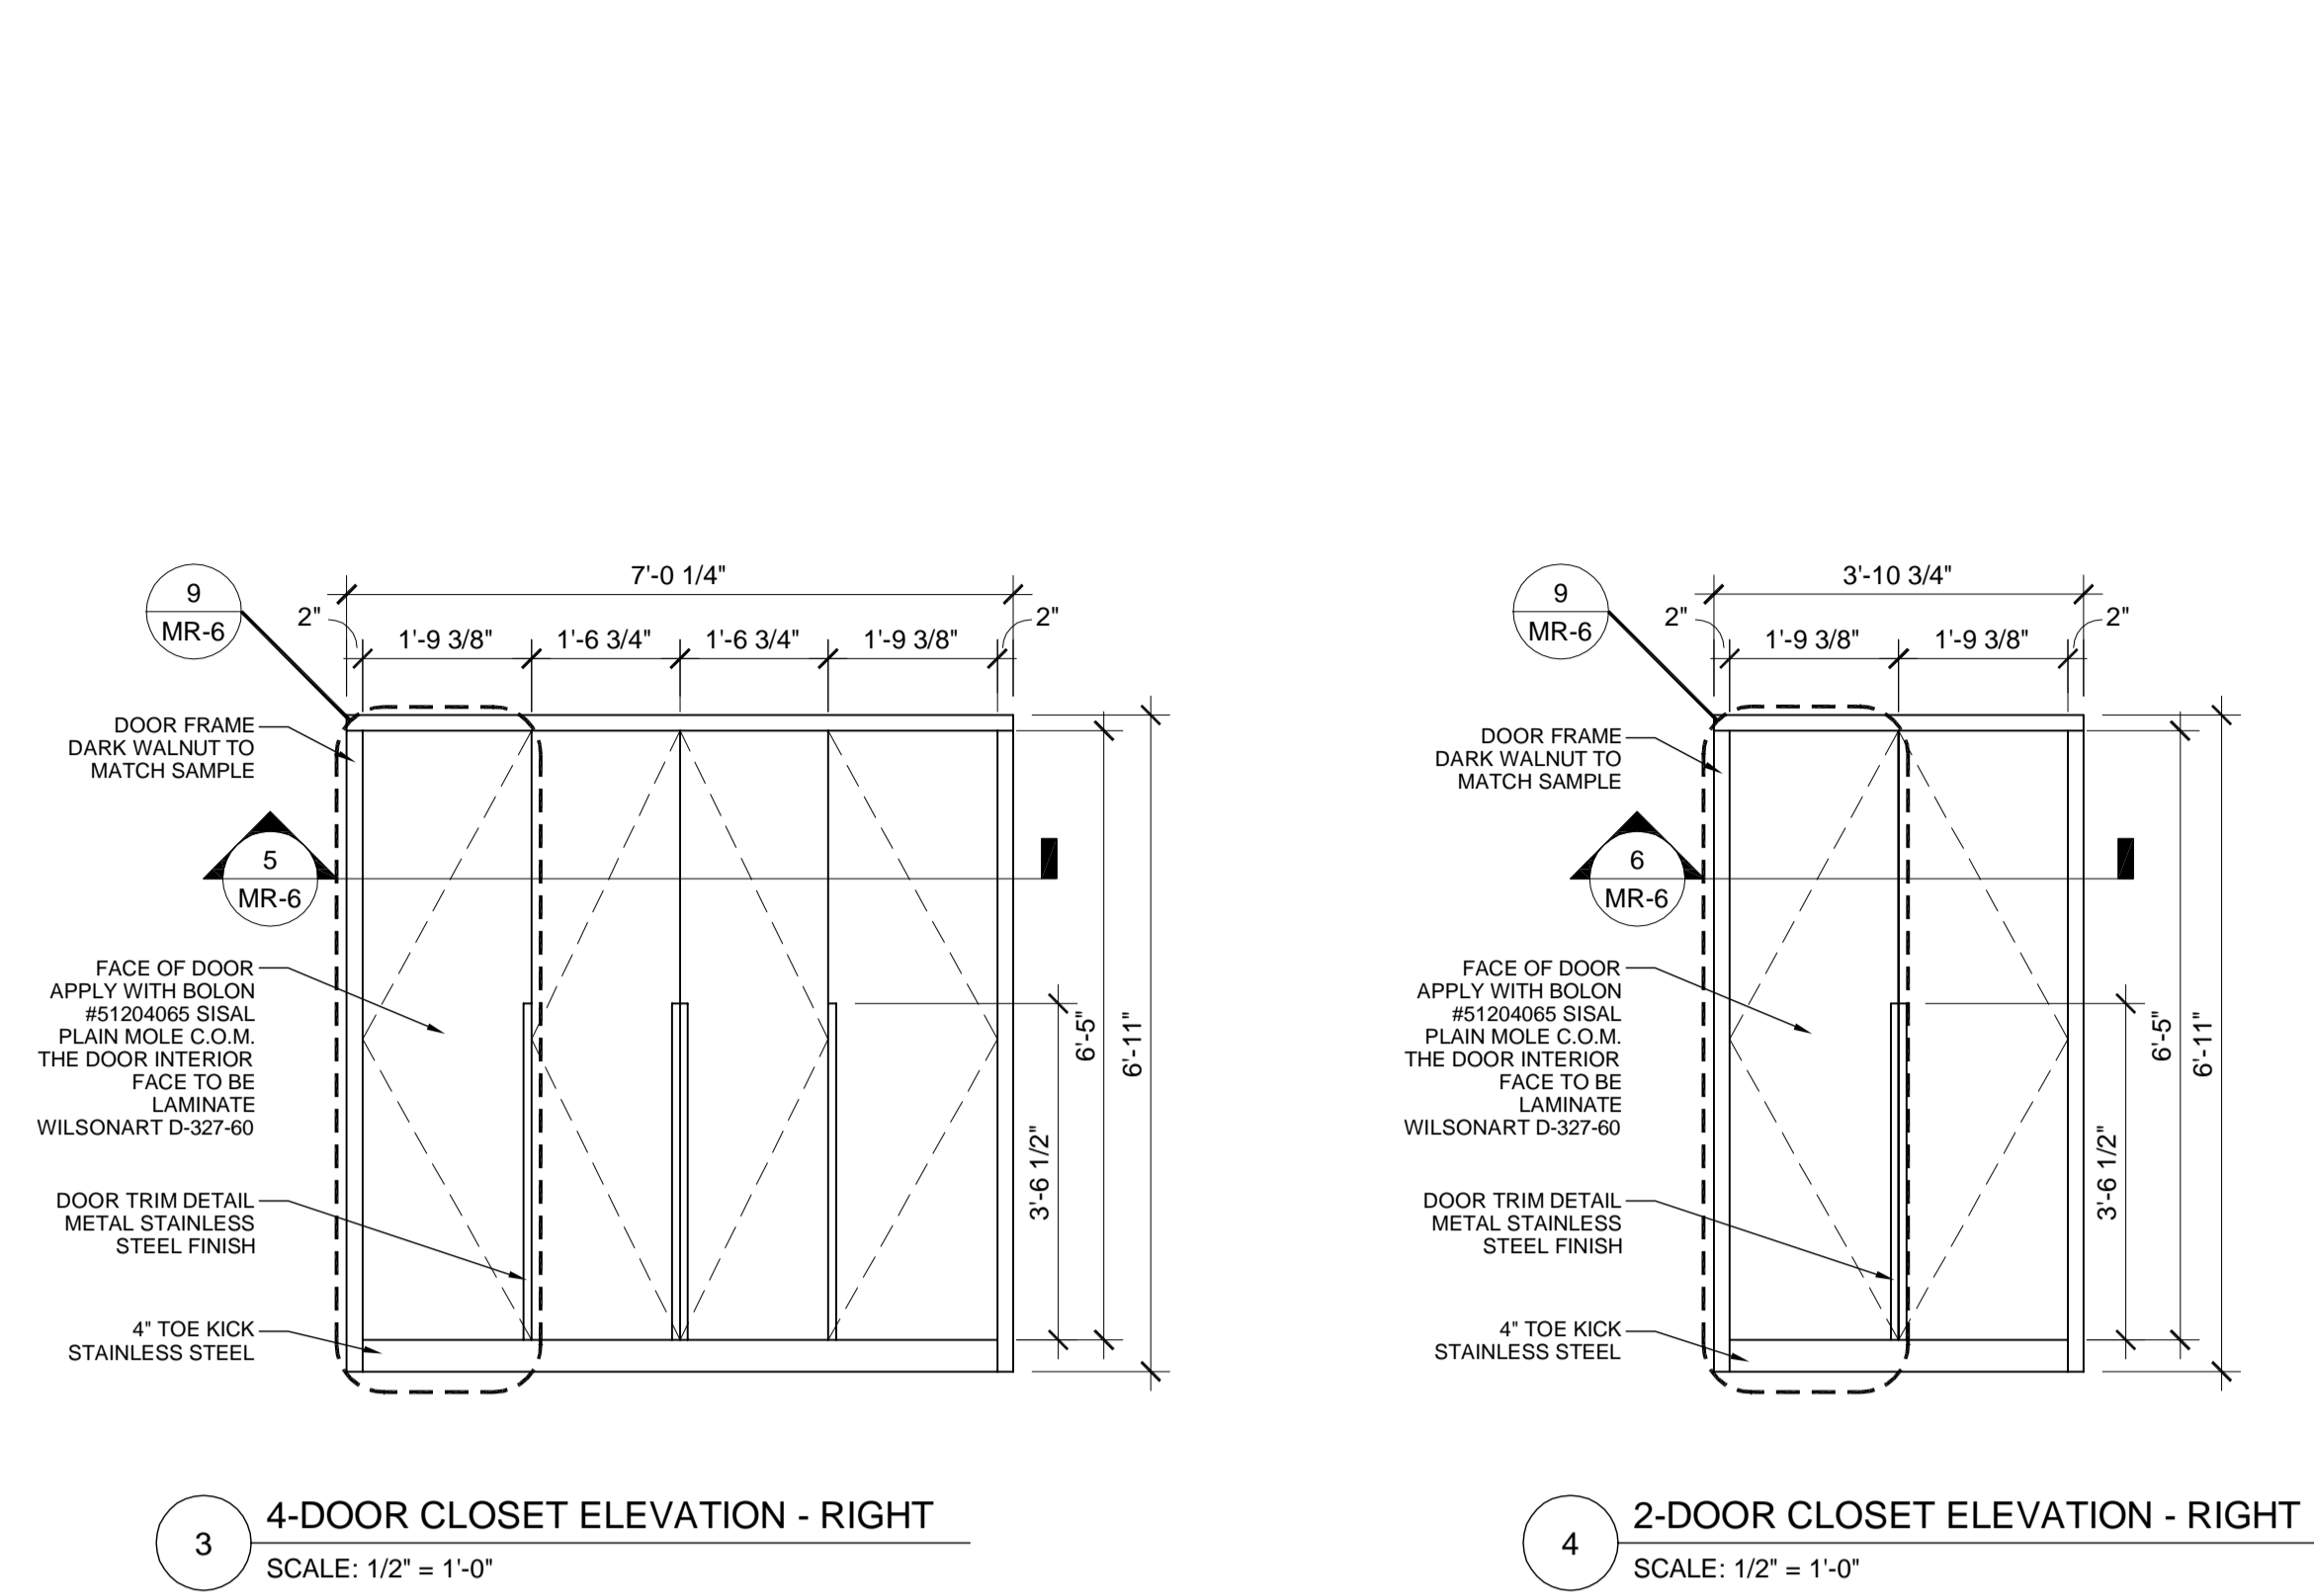 9
MR-6
7'-0 1/4"
2"
2"
1'-9 3/8"
1'-6 3/4"
1'-6 3/4"
1'-9 3/8"
DOOR FRAME
DARK WALNUT TO
MATCH SAMPLE
5
MR-6
FACE OF DOOR
APPLY WITH BOLON
#51204065 SISAL
PLAIN MOLE C.O.M.
THE DOOR INTERIOR
FACE TO BE
LAMINATE
WILSONART D-327-60
DOOR TRIM DETAIL
METAL STAINLESS
STEEL FINISH
4" TOE KICK
STAINLESS STEEL
3'-6 1/2"
6'-5"
6'-11"
3
4-DOOR CLOSET ELEVATION - RIGHT
SCALE: 1/2" = 1'-0"
9
MR-6
3'-10 3/4"
2"
2"
1'-9 3/8"
1'-9 3/8"
DOOR FRAME
DARK WALNUT TO
MATCH SAMPLE
6
MR-6
FACE OF DOOR
APPLY WITH BOLON
#51204065 SISAL
PLAIN MOLE C.O.M.
THE DOOR INTERIOR
FACE TO BE
LAMINATE
WILSONART D-327-60
DOOR TRIM DETAIL
METAL STAINLESS
STEEL FINISH
4" TOE KICK
STAINLESS STEEL
3'-6 1/2"
6'-5"
6'-11"
4
2-DOOR CLOSET ELEVATION - RIGHT
SCALE: 1/2" = 1'-0"